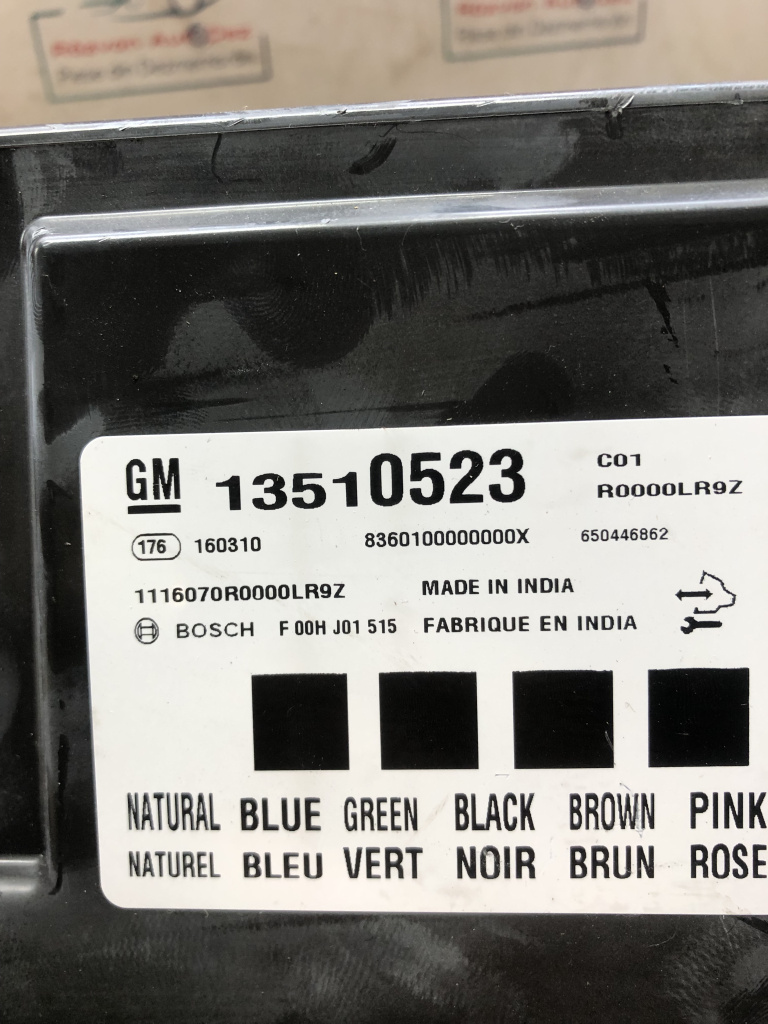 GM 13510523 C01
R0000LR9Z
176 160310 8360100000000X 650446862
1116070R0000LR9Z MADE IN INDIA
BOSCH F 00H J01 515 FABRIQUE EN INDIA
NATURAL BLUE GREEN BLACK BROWN PINK
NATUREL BLEU VERT NOIR BRUN ROSE